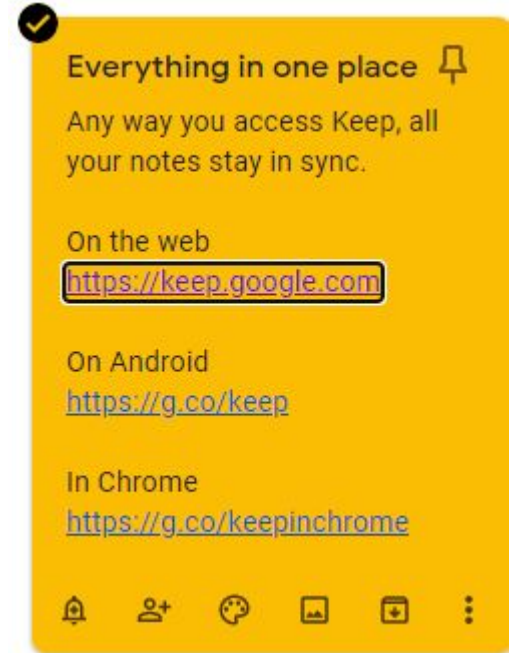 Everything in one place
Any way you access Keep, all
your notes stay in sync.
On the web
https://keep.google.com
On Android
https://g.co/keep
In Chrome
https://g.co/keepinchrome